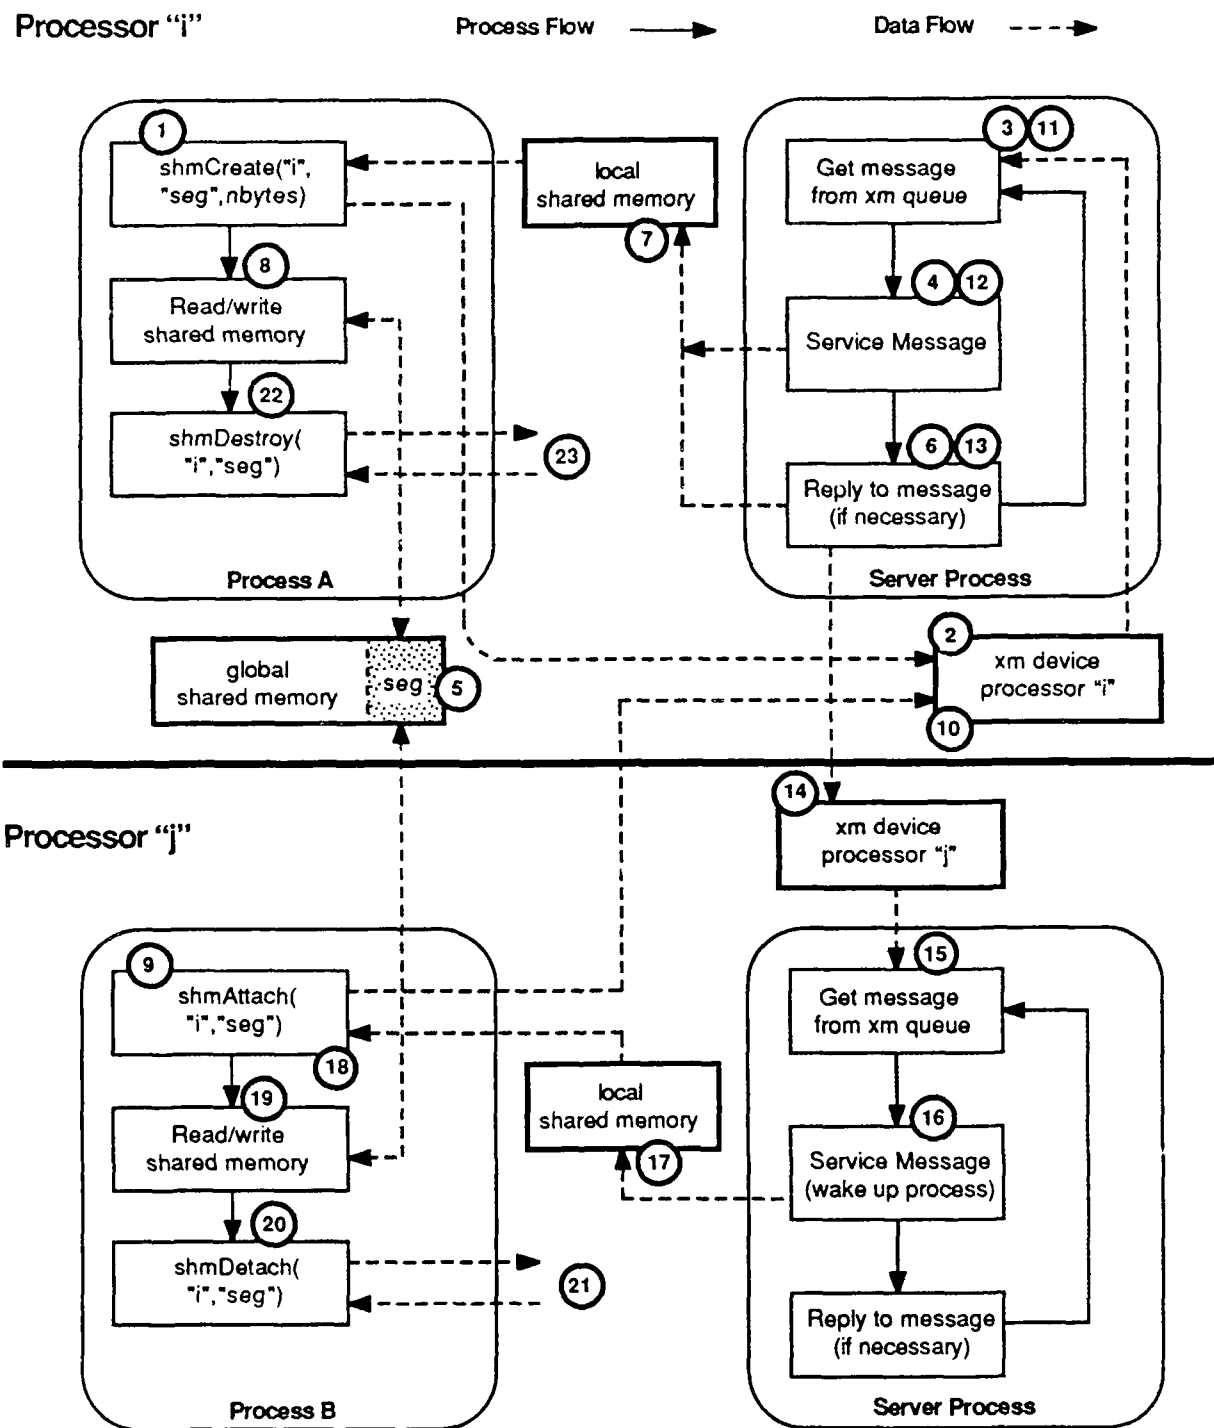 Processor “i”
Process Flow
Data Flow
1
shmCreate("i",
"seg",nbytes)
8
Read/write
shared memory
22
shmDestroy(
"i","seg")
23
Process A
local
shared memory
7
3
11
Get message
from xm queue
4
12
Service Message
6
13
Reply to message
(if necessary)
Server Process
global
shared memory
seg
5
2
xm device
processor "i"
10
Processor “j”
14
xm device
processor "j"
9
shmAttach(
"i","seg")
18
19
Read/write
shared memory
20
shmDetach(
"i","seg")
21
Process B
local
shared memory
17
15
Get message
from xm queue
16
Service Message
(wake up process)
Reply to message
(if necessary)
Server Process